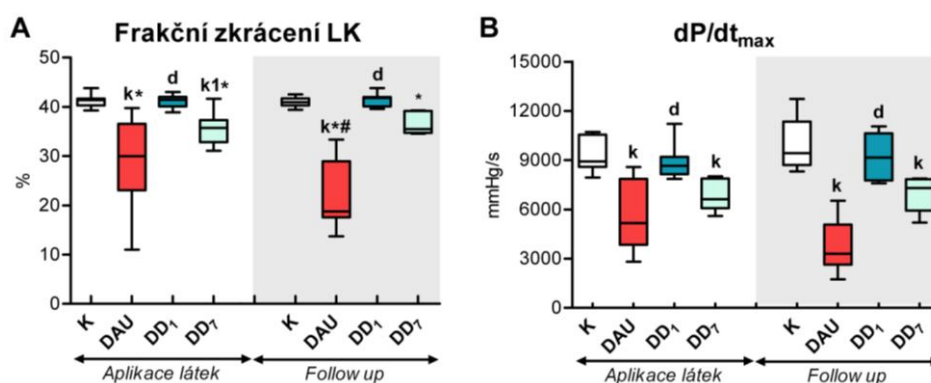 A
Frakční zkrácení LK
%
50
40
30
20
10
0
k*
d
k1*
k*#
d
*
K
DAU
DD₁
DD₇
K
DAU
DD₁
DD₇
Aplikace látek
Follow up
B
dP/dtmax
mmHg/s
15000
12000
9000
6000
3000
0
k
d
k
k
d
k
K
DAU
DD₁
DD₇
K
DAU
DD₁
DD₇
Aplikace látek
Follow up